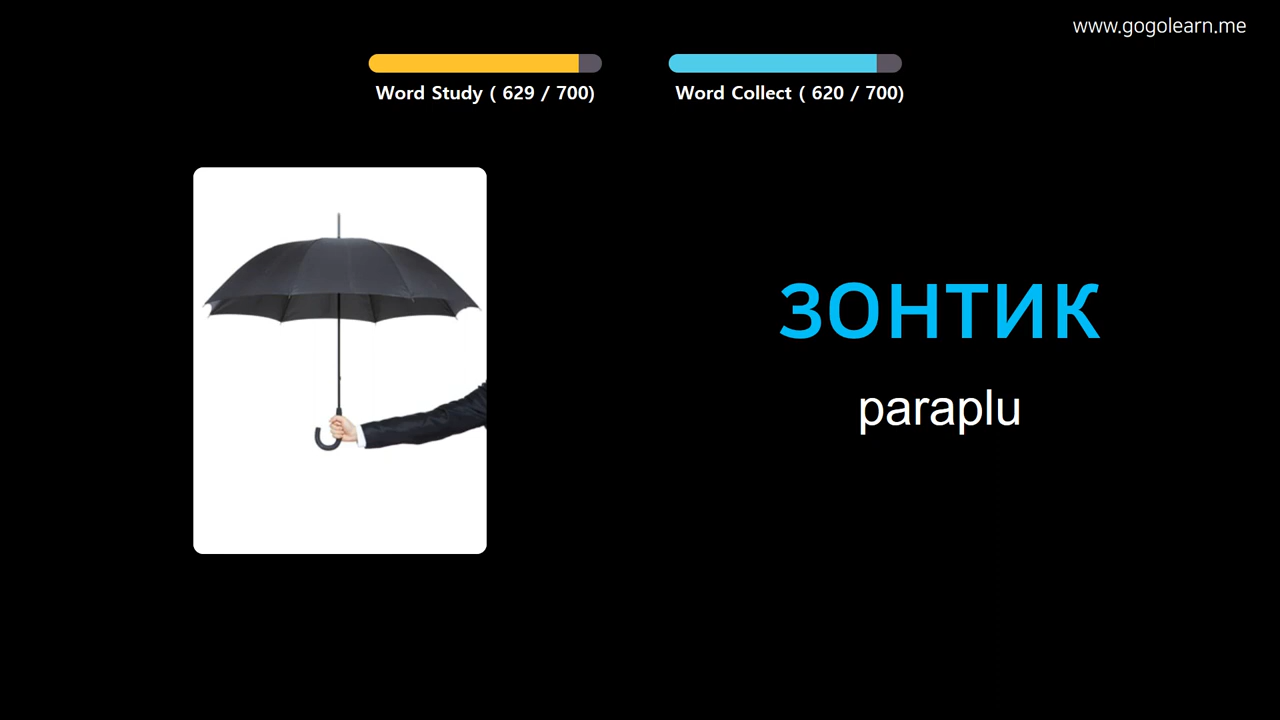 www.gogolearn.me
Word Study ( 629 / 700)
Word Collect ( 620 / 700)
зонтик
paraplu